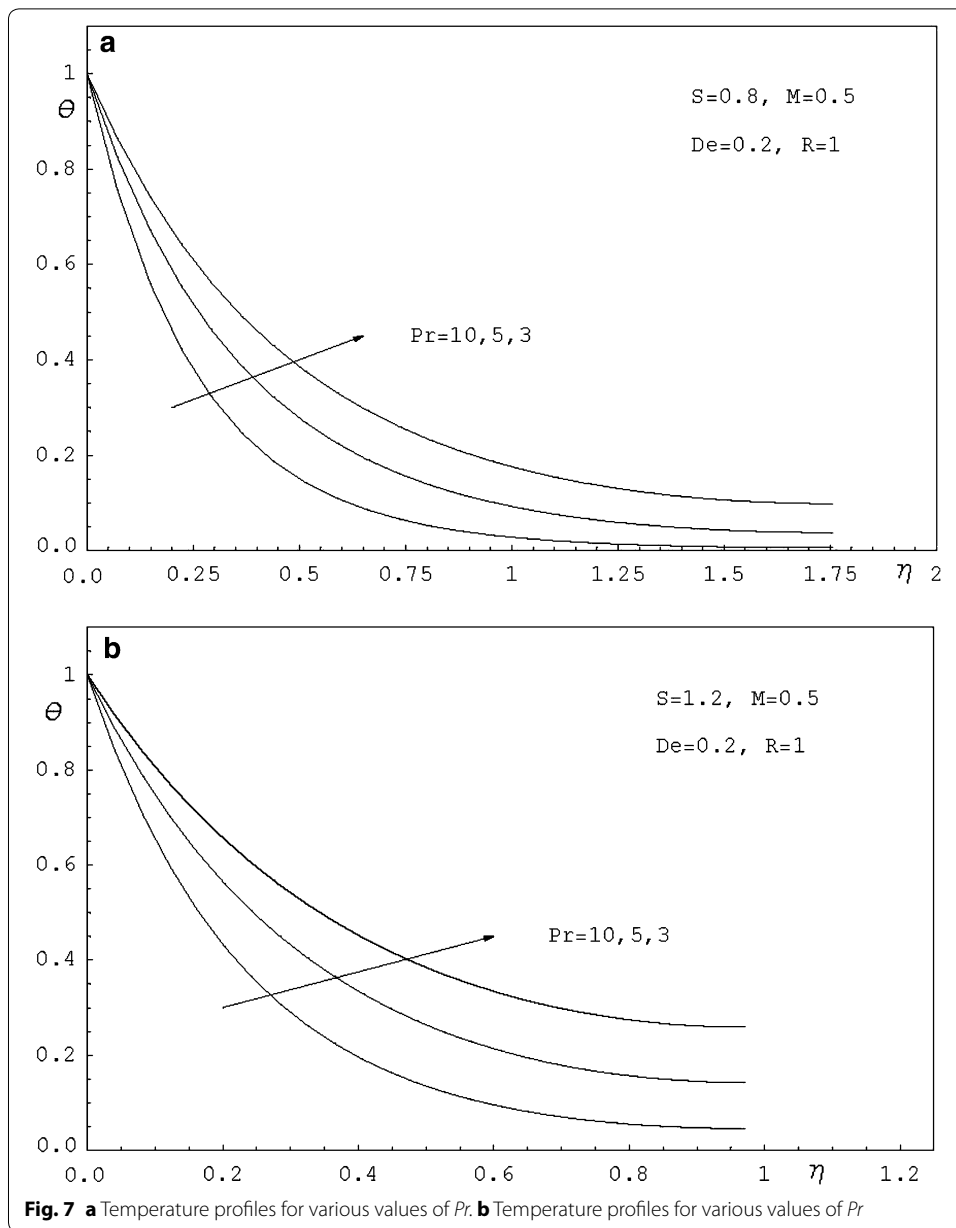 a
1
θ
S=0.8, M=0.5
De=0.2, R=1
0.8
0.6
Pr=10,5,3
0.4
0.2
0.0
0.0 0.25 0.5 0.75 1 1.25 1.5 1.75 η 2
b
1
θ
S=1.2, M=0.5
De=0.2, R=1
0.8
0.6
Pr=10,5,3
0.4
0.2
0.0
0.0 0.2 0.4 0.6 0.8 1 η 1.2
Fig. 7 a Temperature profiles for various values of Pr. b Temperature profiles for various values of Pr